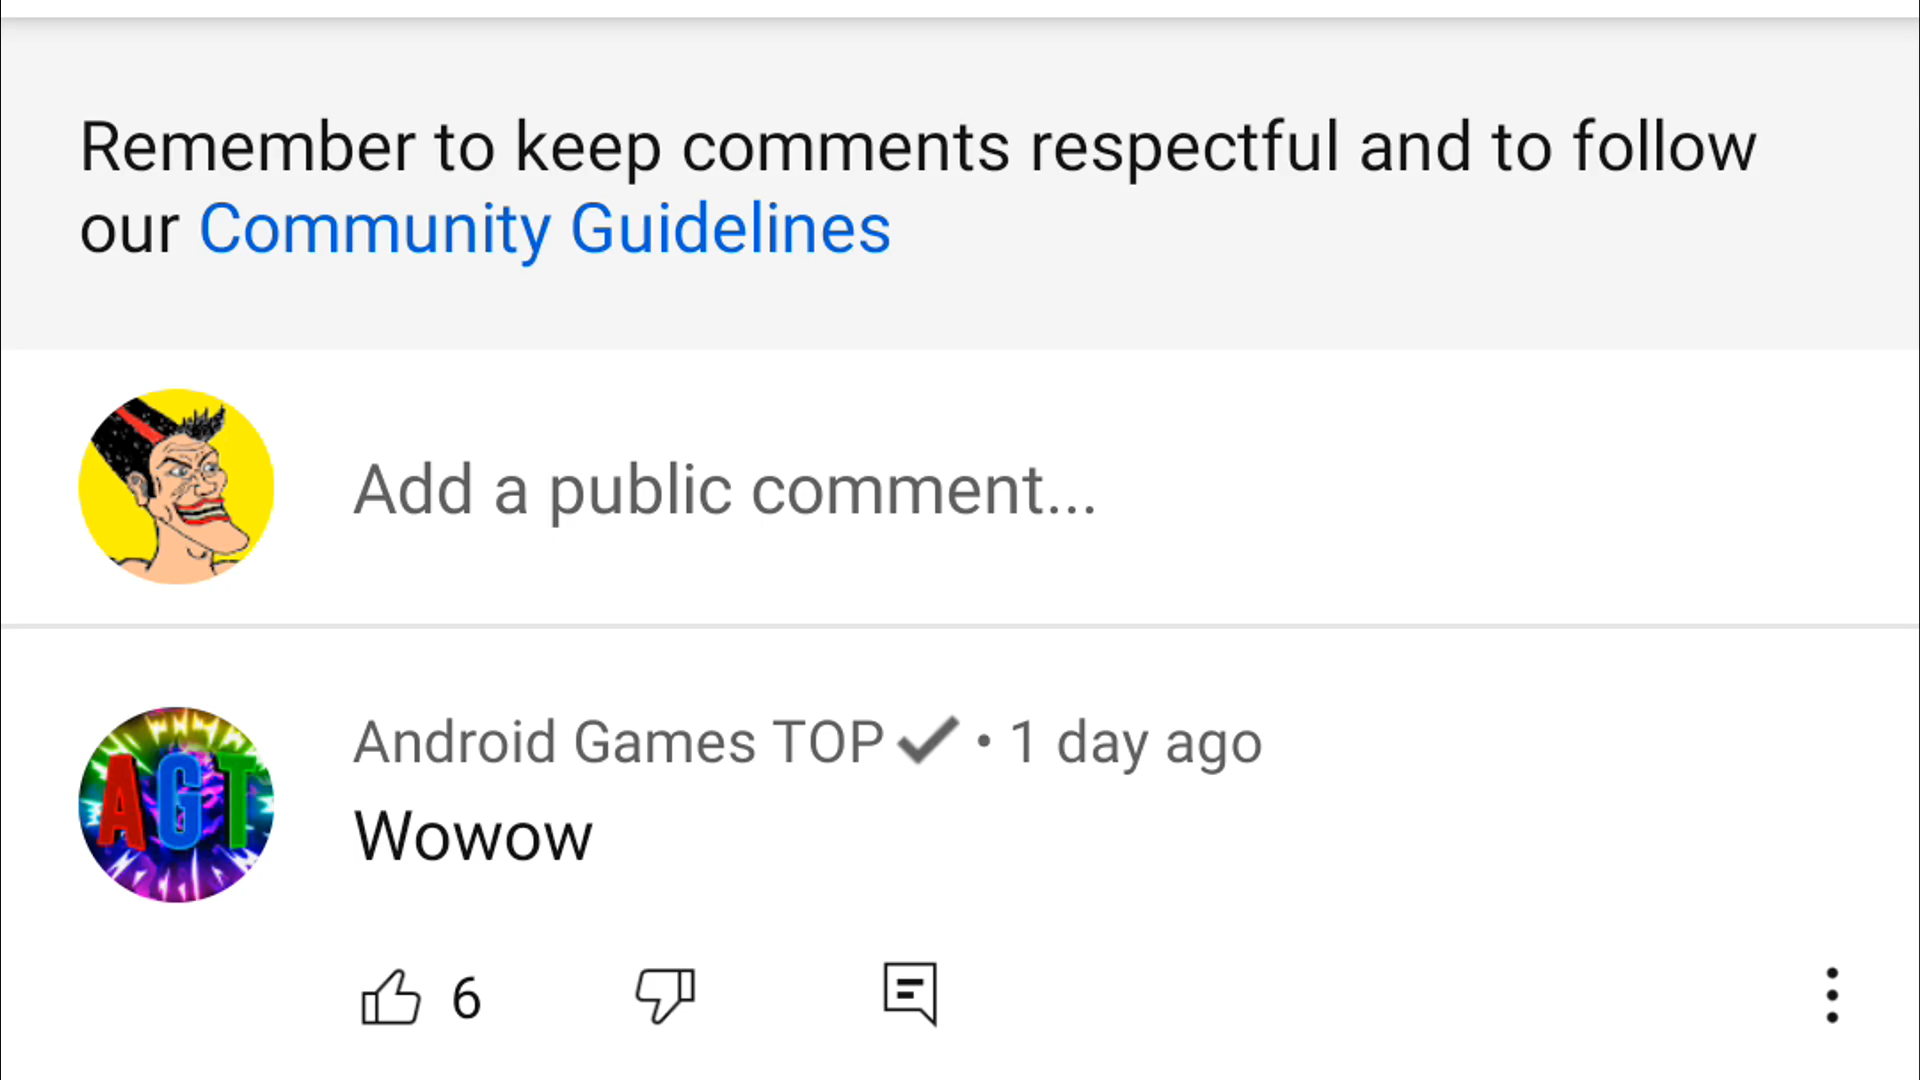 Remember to keep comments respectful and to follow
our Community Guidelines
Add a public comment...
Android Games TOP • 1 day ago
AGT
Wowow
6